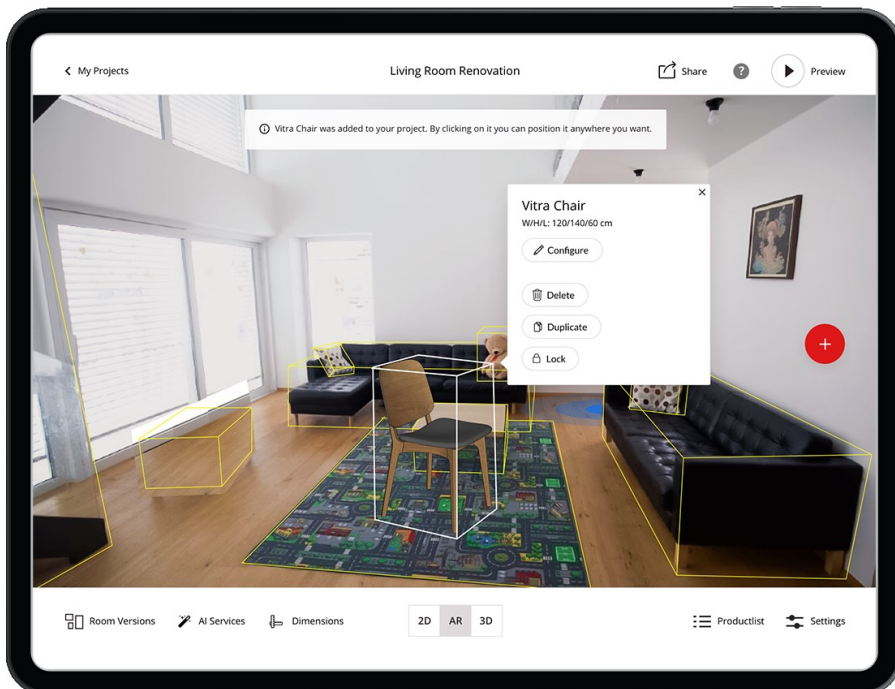 My Projects
Living Room Renovation
Share
?
Preview
Vitra Chair was added to your project. By clicking on it you can position it anywhere you want.
Vitra Chair
W/H/L: 120/140/60 cm
Configure
Delete
Duplicate
Lock
Room Versions
AI Services
Dimensions
2D
AR
3D
Productlist
Settings